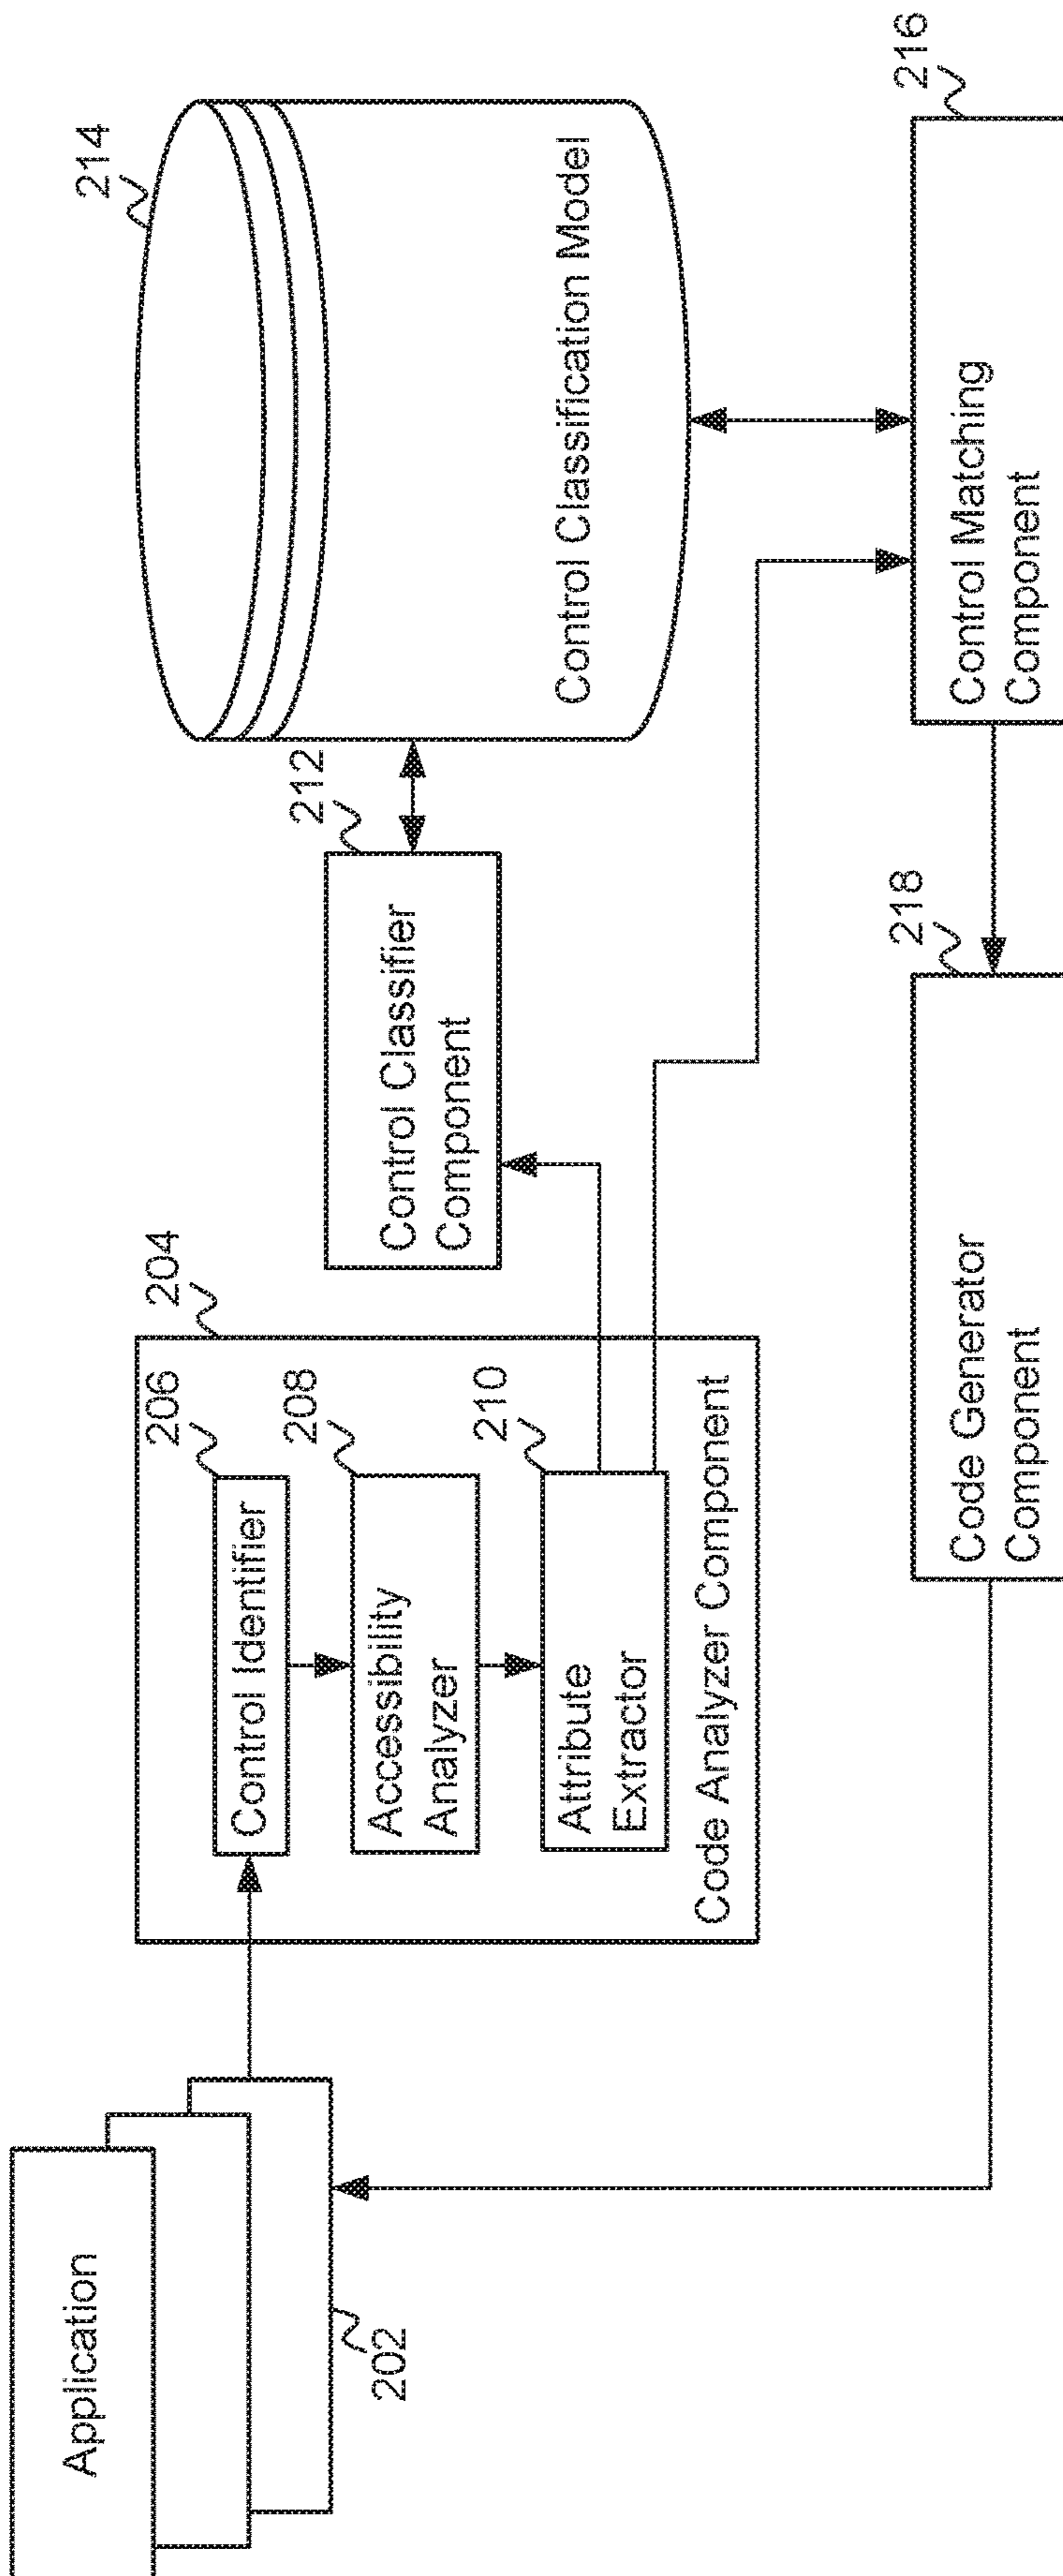 Application
202
204
206
Control Identifier
208
Accessibility
Analyzer
210
Attribute
Extractor
Code Analyzer Component
212
Control Classifier
Component
214
Control Classification Model
216
Control Matching
Component
218
Code Generator
Component